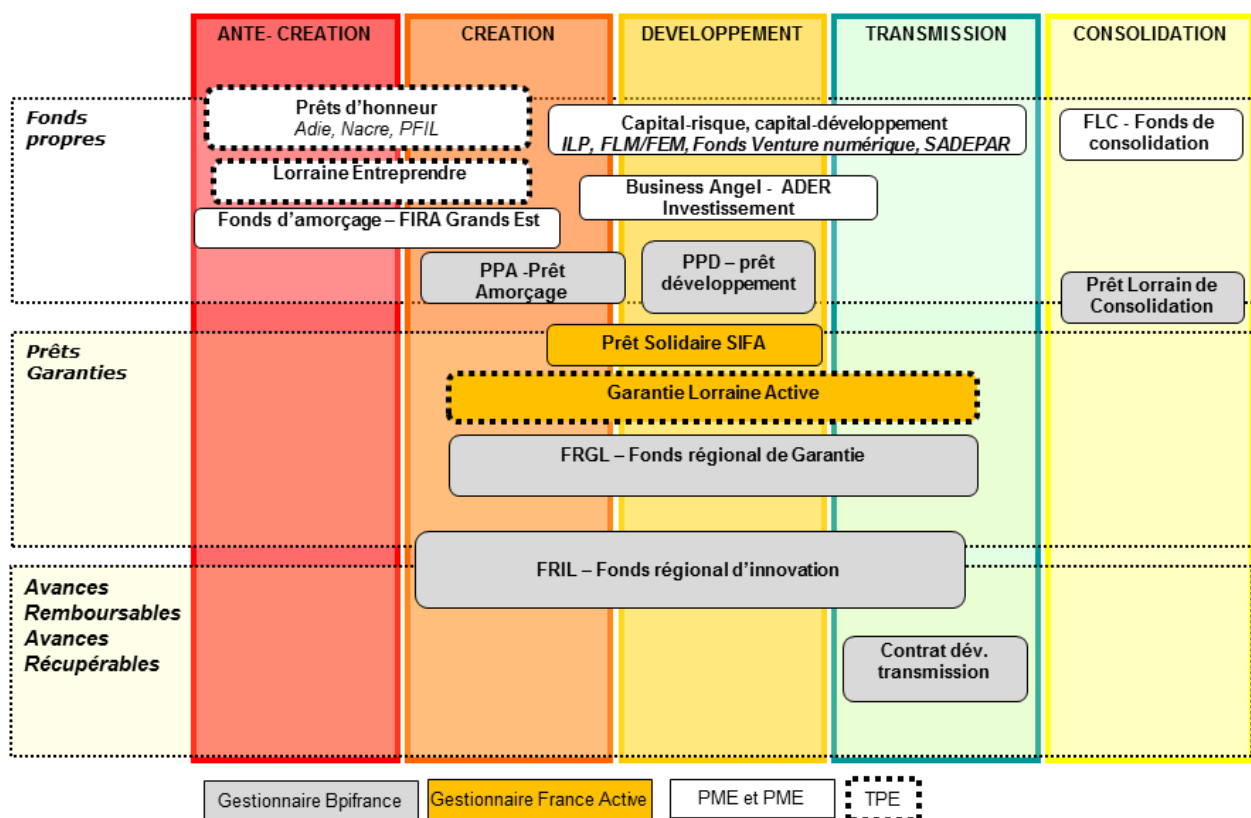 ANTE- CREATION
CREATION
DEVELOPPEMENT
TRANSMISSION
CONSOLIDATION
Fonds
propres
Prêts d'honneur
Adie, Nacre, PFIL
Capital-risque, capital-développement
ILP, FLM/FEM, Fonds Venture numérique, SADEPAR
FLC - Fonds de
consolidation
Lorraine Entreprendre
Business Angel - ADER
Investissement
Fonds d'amorçage – FIRA Grands Est
PPA -Prêt
Amorçage
PPD – prêt
développement
Prêt Lorrain de
Consolidation
Prêts
Garanties
Prêt Solidaire SIFA
Garantie Lorraine Active
FRGL – Fonds régional de Garantie
FRIL – Fonds régional d'innovation
Avances
Remboursables
Avances
Récupérables
Contrat dév.
transmission
Gestionnaire Bpifrance
Gestionnaire France Active
PME et PME
TPE